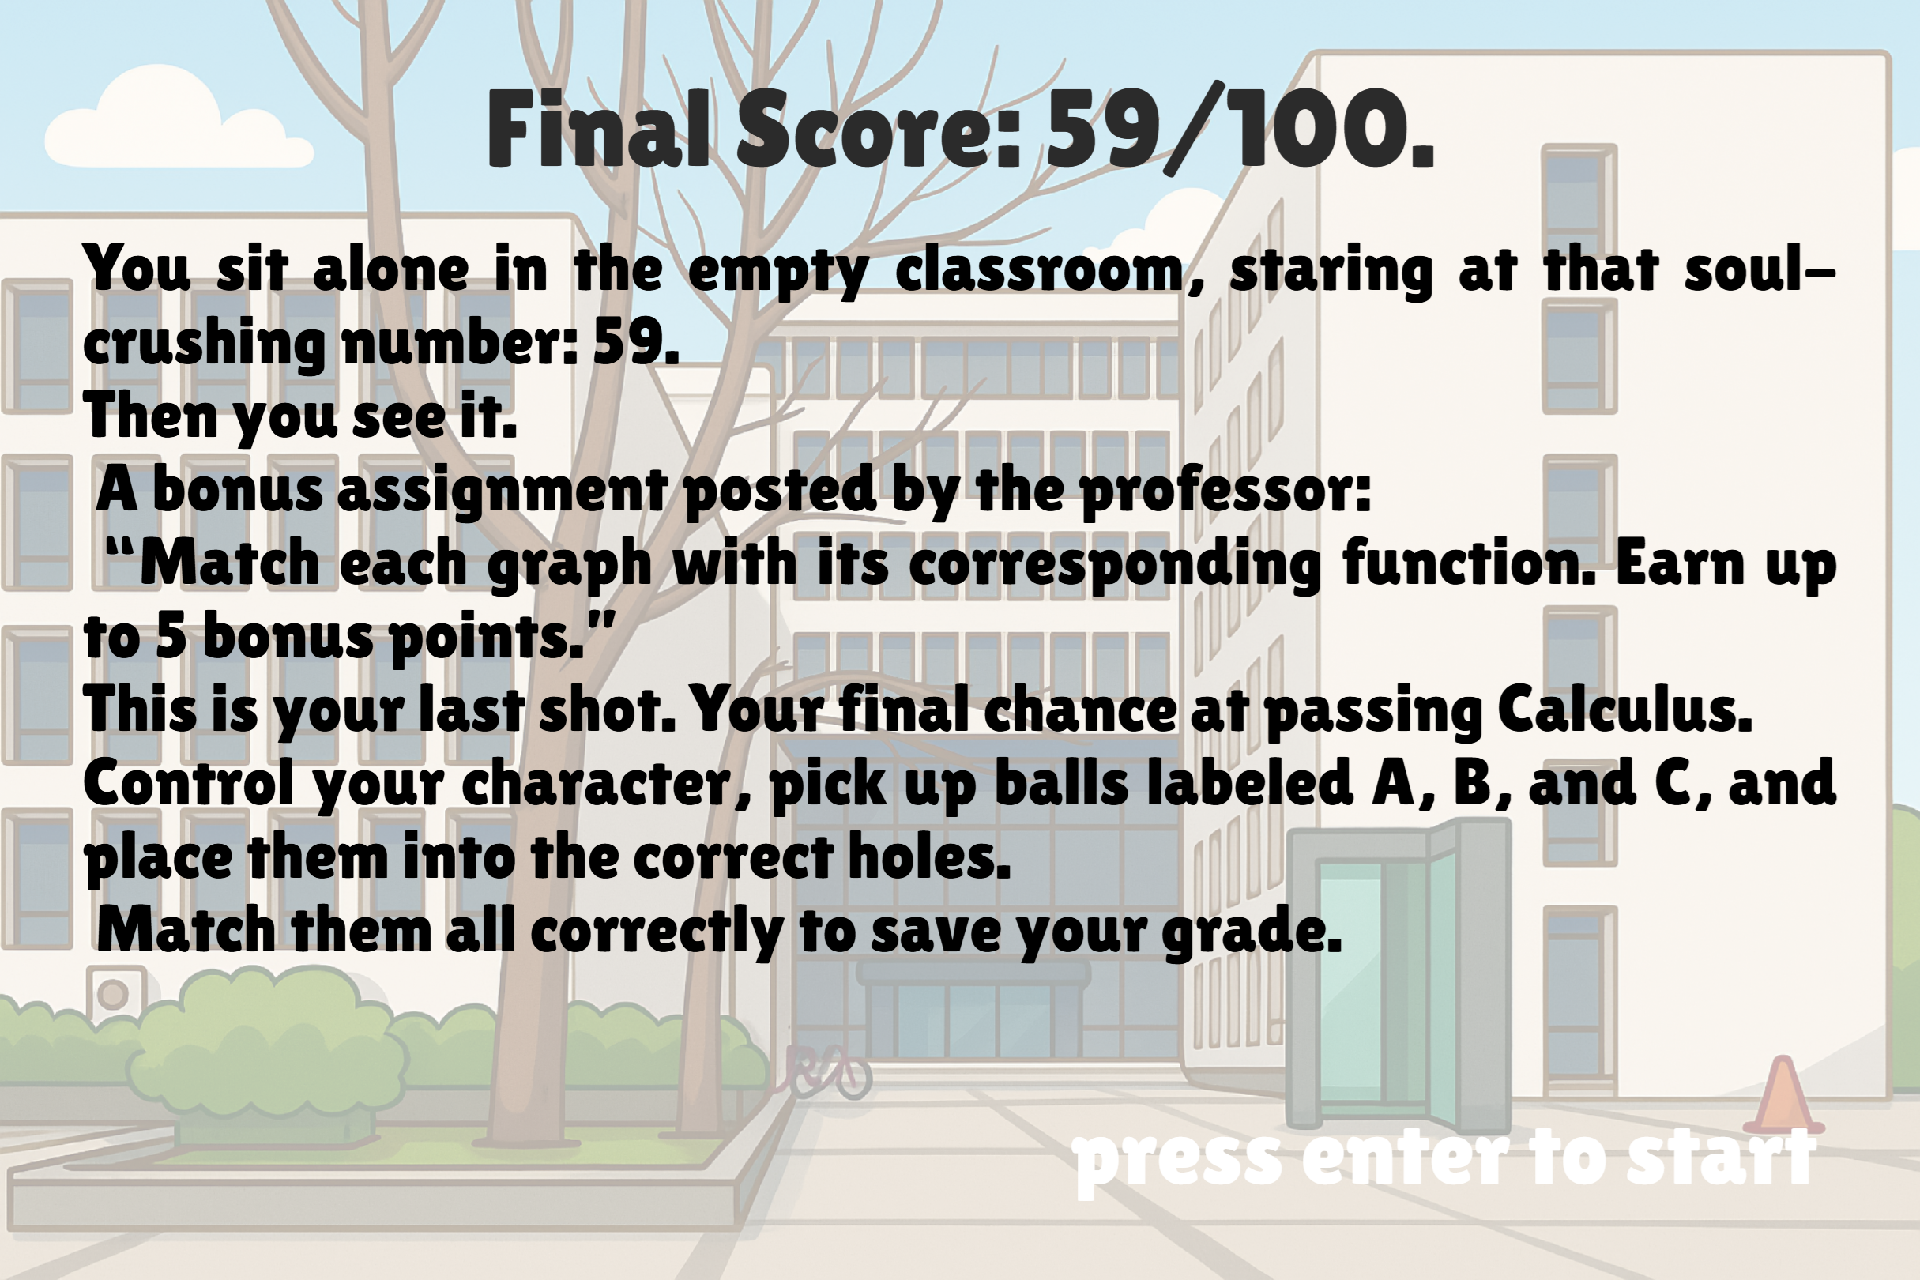 Final Score: 59/100.
You sit alone in the empty classroom, staring at that soul-
crushing number: 59.
Then you see it.
A bonus assignment posted by the professor:
“Match each graph with its corresponding function. Earn up
to 5 bonus points.”
This is your last shot. Your final chance at passing Calculus.
Control your character, pick up balls labeled A, B, and C, and
place them into the correct holes.
Match them all correctly to save your grade.
press enter to start